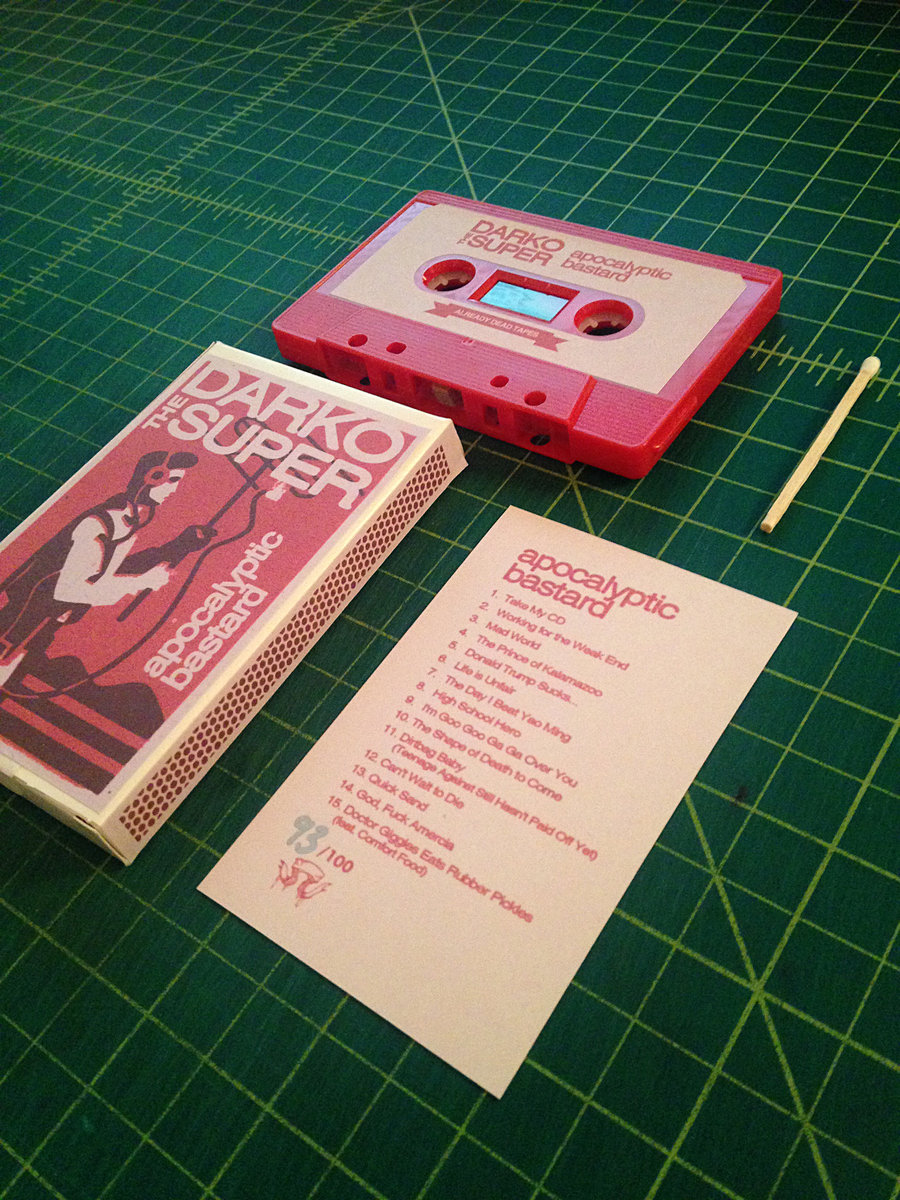 DARKO
THE SUPER
apocalyptic
bastard
ALREADY DEAD TAPES
DARKO
THE SUPER
apocalyptic
bastard
apocalyptic
bastard
1. Take My CD
2. Working for the Weak End
3. Mad World
4. The Prince of Kalamazoo
5. Donald Trump Sucks...
6. Life is Unfair
7. The Day I Beat Yao Ming
8. High School Hero
9. I'm Goo Goo Ga Ga Over You
10. The Shape of Death to Come
11. Dirtbag Baby
(Teenage Against Still Hasn't Paid Off Yet)
12. Can't Wait to Die
13. Quick Sand
14. God, Fuck Amercia
15. Doctor Giggles Eats Rubber Pickles
(feat. Comfort Food)
93/100